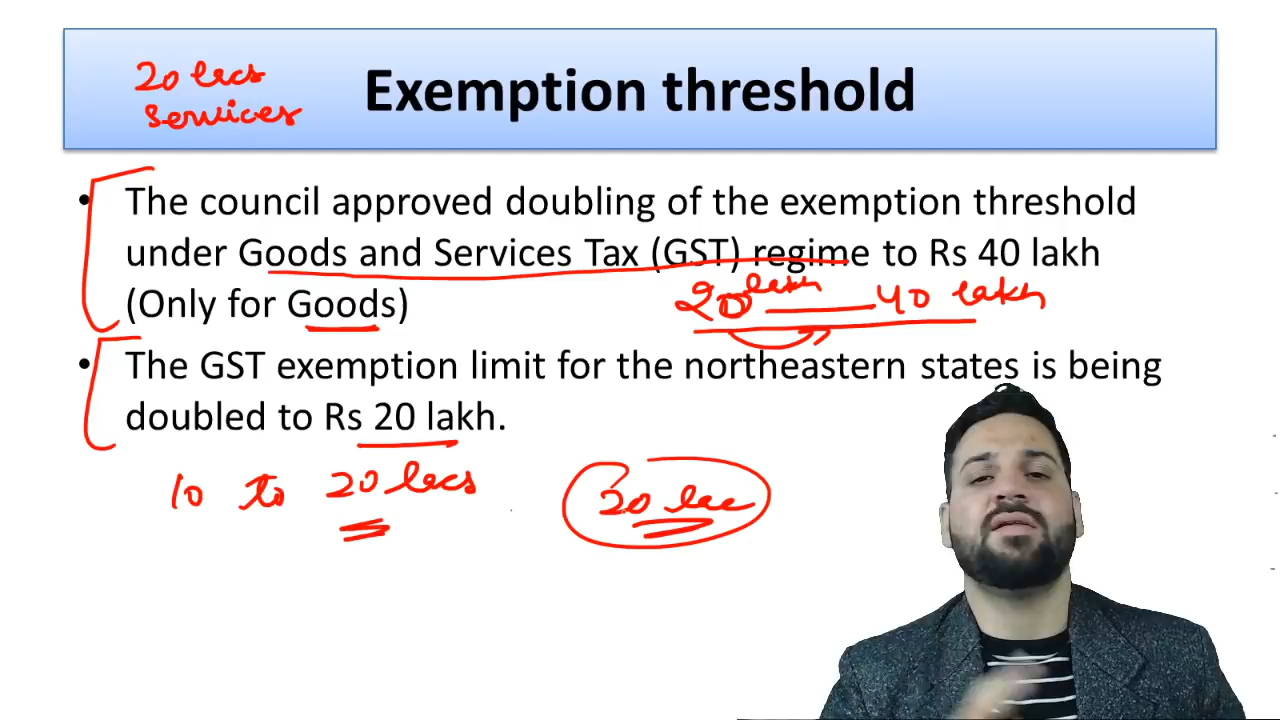 20 lecs
services
Exemption threshold
• The council approved doubling of the exemption threshold
under Goods and Services Tax (GST) regime to Rs 40 lakh
(Only for Goods)
20 lakh 40 lakh
• The GST exemption limit for the northeastern states is being
doubled to Rs 20 lakh.
10 to 20 lecs
20 lec